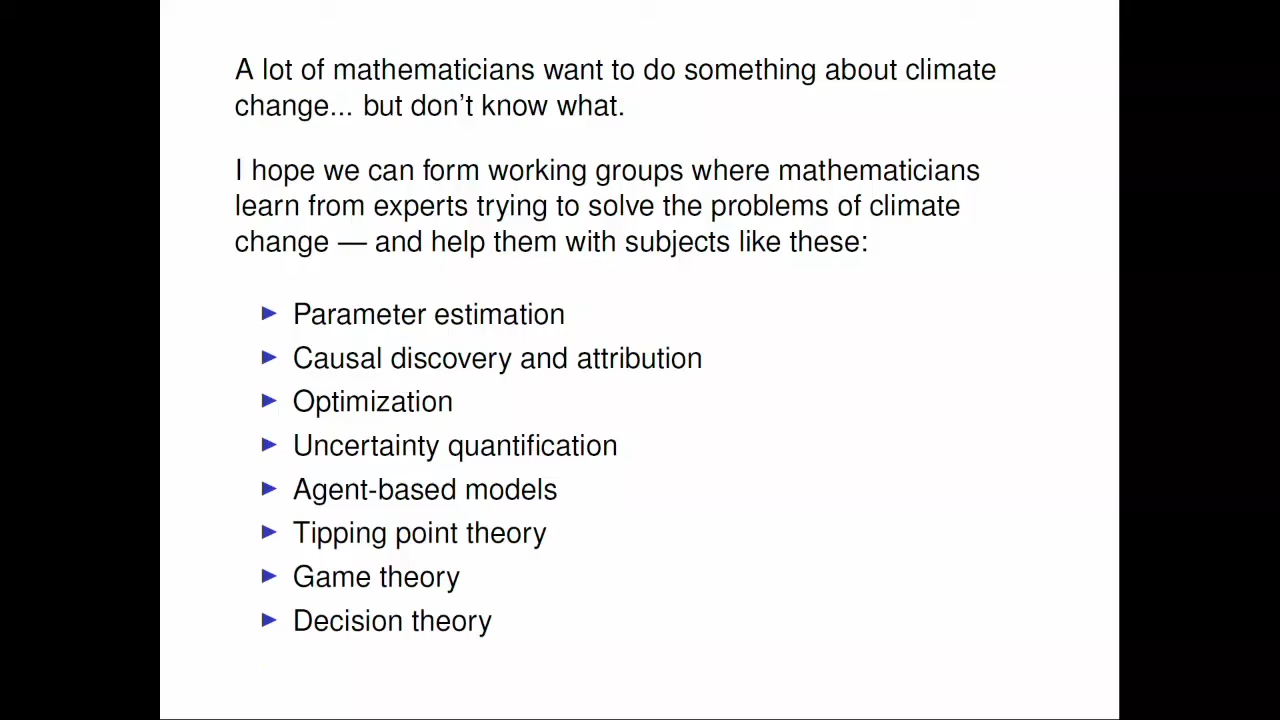 A lot of mathematicians want to do something about climate
change... but don't know what.
I hope we can form working groups where mathematicians
learn from experts trying to solve the problems of climate
change — and help them with subjects like these:
Parameter estimation
Causal discovery and attribution
Optimization
Uncertainty quantification
Agent-based models
Tipping point theory
Game theory
Decision theory